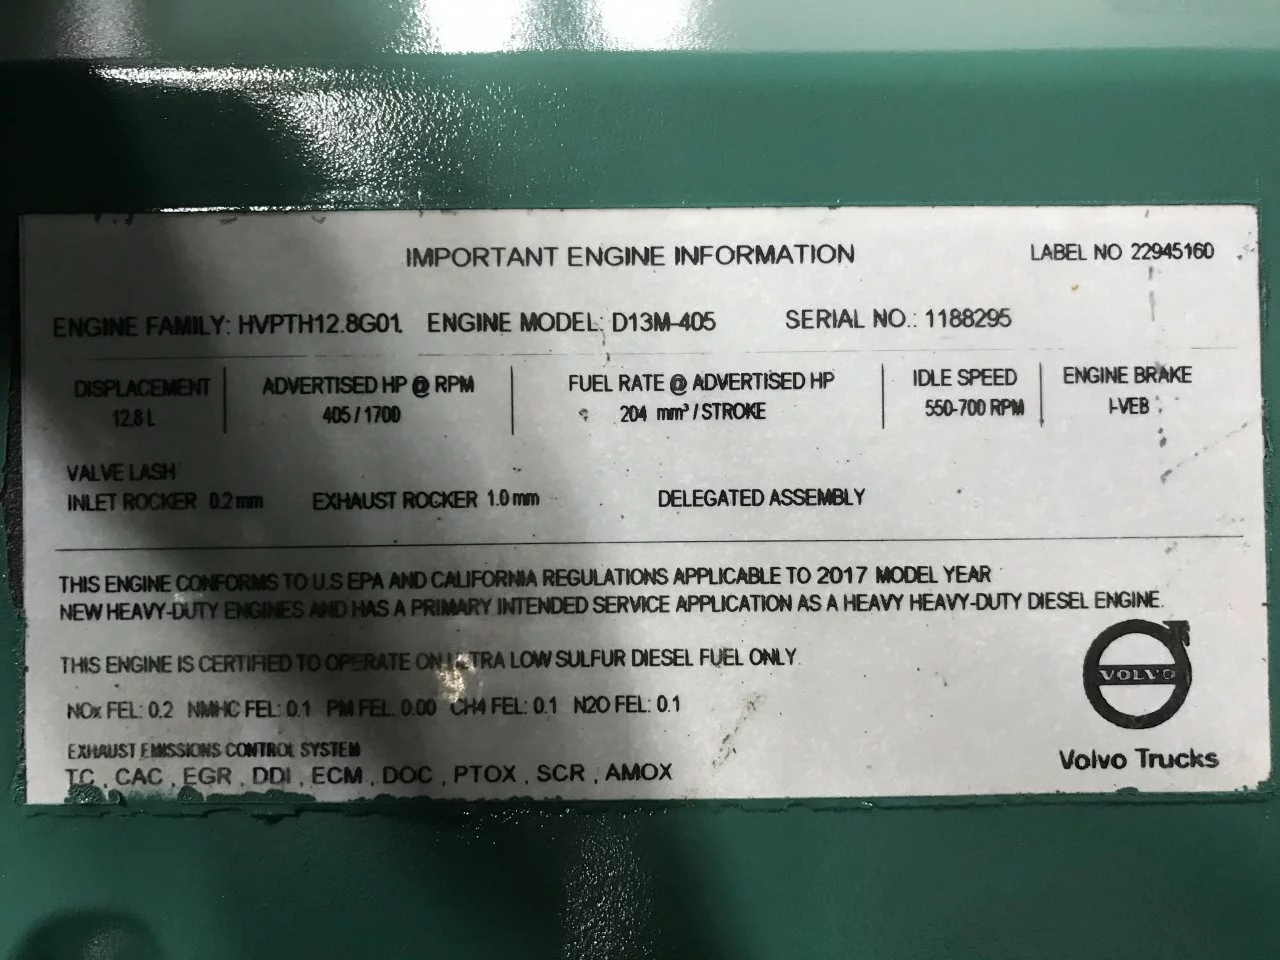 IMPORTANT ENGINE INFORMATION LABEL NO 22945160
ENGINE FAMILY: HVPTH12.8G01. ENGINE MODEL: D13M-405 SERIAL NO.: 1188295
DISPLACEMENT ADVERTISED HP @ RPM FUEL RATE @ ADVERTISED HP IDLE SPEED ENGINE BRAKE
12.8 L 405 / 1700 204 mm³ / STROKE 550-700 RPM I-VEB
VALVE LASH
INLET ROCKER 0.2 mm EXHAUST ROCKER 1.0 mm DELEGATED ASSEMBLY
THIS ENGINE CONFORMS TO U.S EPA AND CALIFORNIA REGULATIONS APPLICABLE TO 2017 MODEL YEAR
NEW HEAVY-DUTY ENGINES AND HAS A PRIMARY INTENDED SERVICE APPLICATION AS A HEAVY HEAVY-DUTY DIESEL ENGINE.
THIS ENGINE IS CERTIFIED TO OPERATE ON ULTRA LOW SULFUR DIESEL FUEL ONLY.
NOx FEL: 0.2 NMHC FEL: 0.1 PM FEL: 0.00 CH4 FEL: 0.1 N2O FEL: 0.1
EXHAUST EMISSIONS CONTROL SYSTEM
TC , CAC , EGR , DDI , ECM , DOC , PTOX , SCR , AMOX
VOLVO
Volvo Trucks